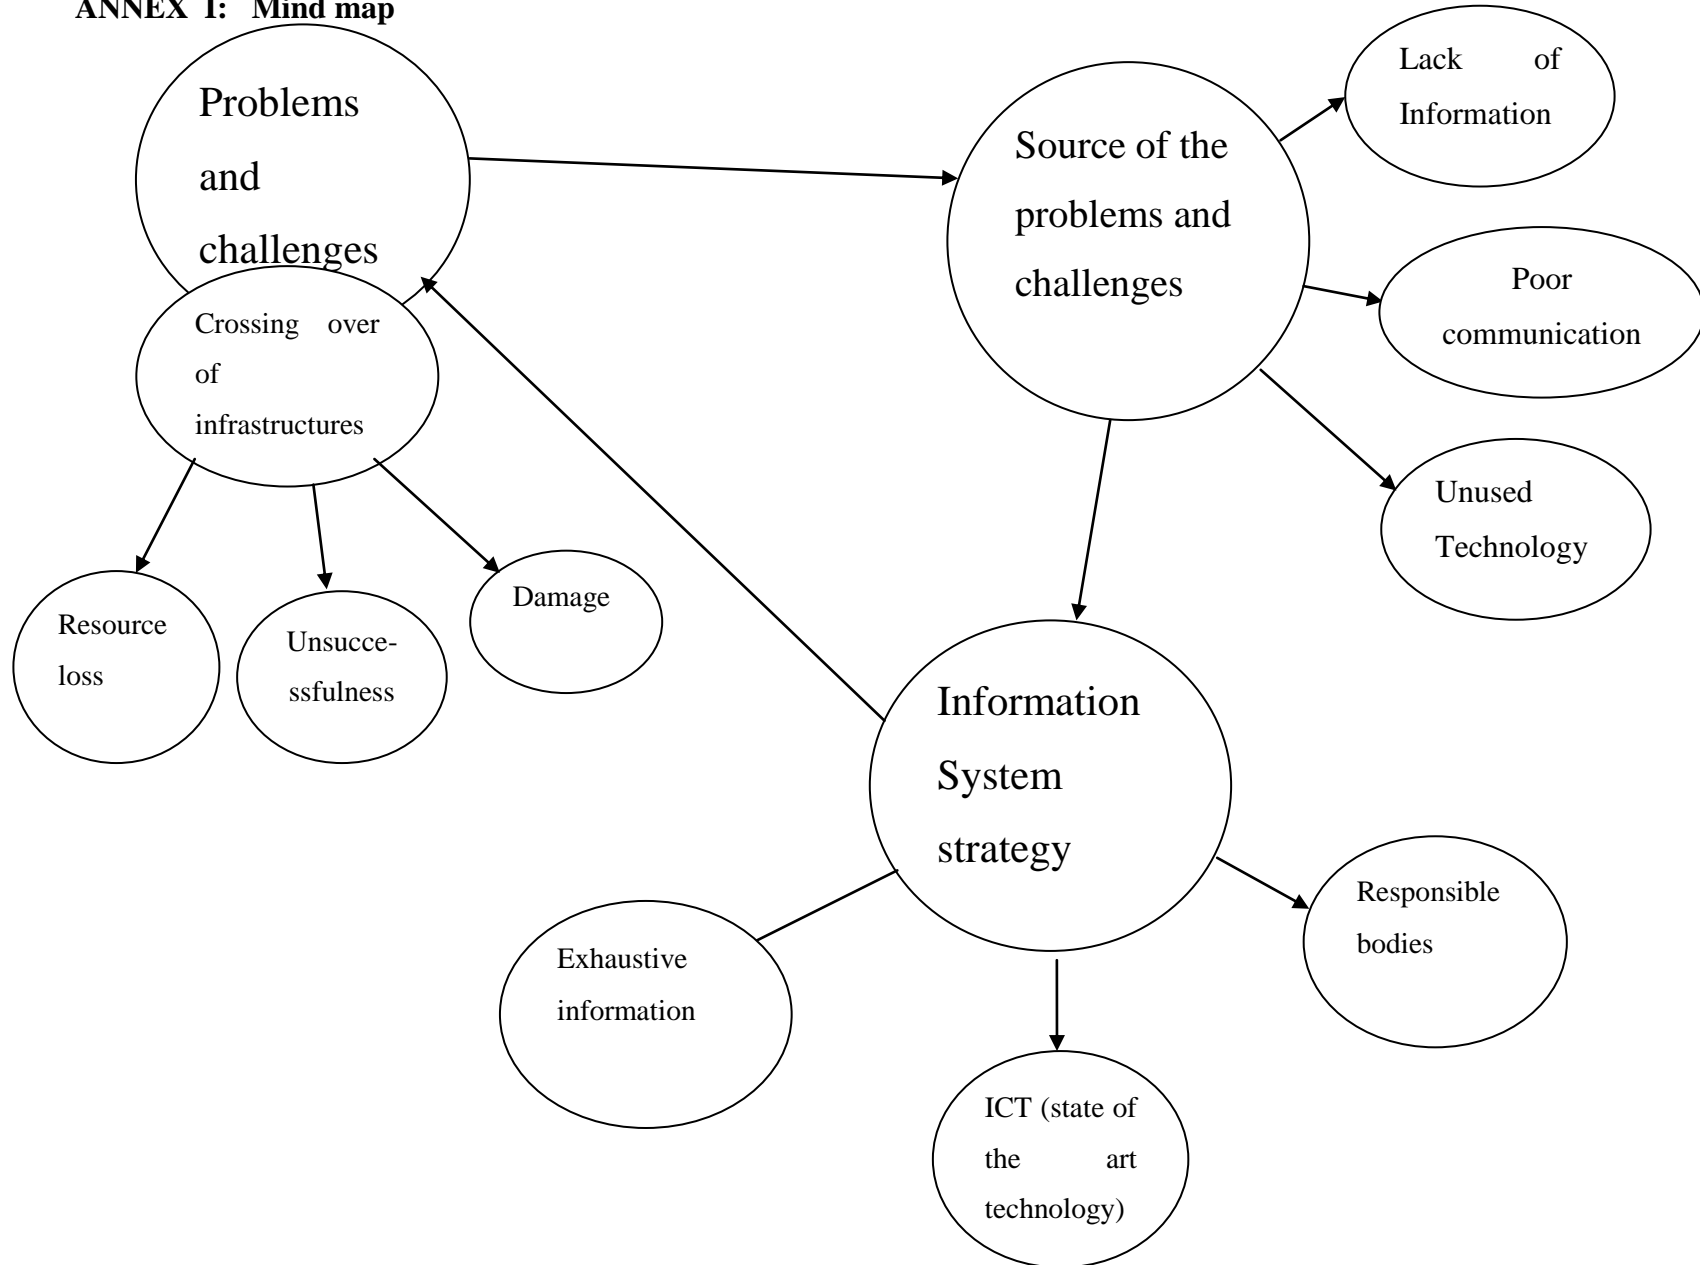 ANNEX I: Mind map
Problems
and
challenges
Crossing over
of
infrastructures
Resource
loss
Unsucce-
ssfulness
Damage
Source of the
problems and
challenges
Lack of
Information
Poor
communication
Unused
Technology
Information
System
strategy
Exhaustive
information
ICT (state of
the art
technology)
Responsible
bodies